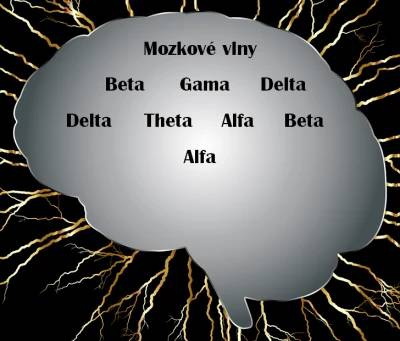 Mozkové vlny
Beta Gama Delta
Delta Theta Alfa Beta
Alfa